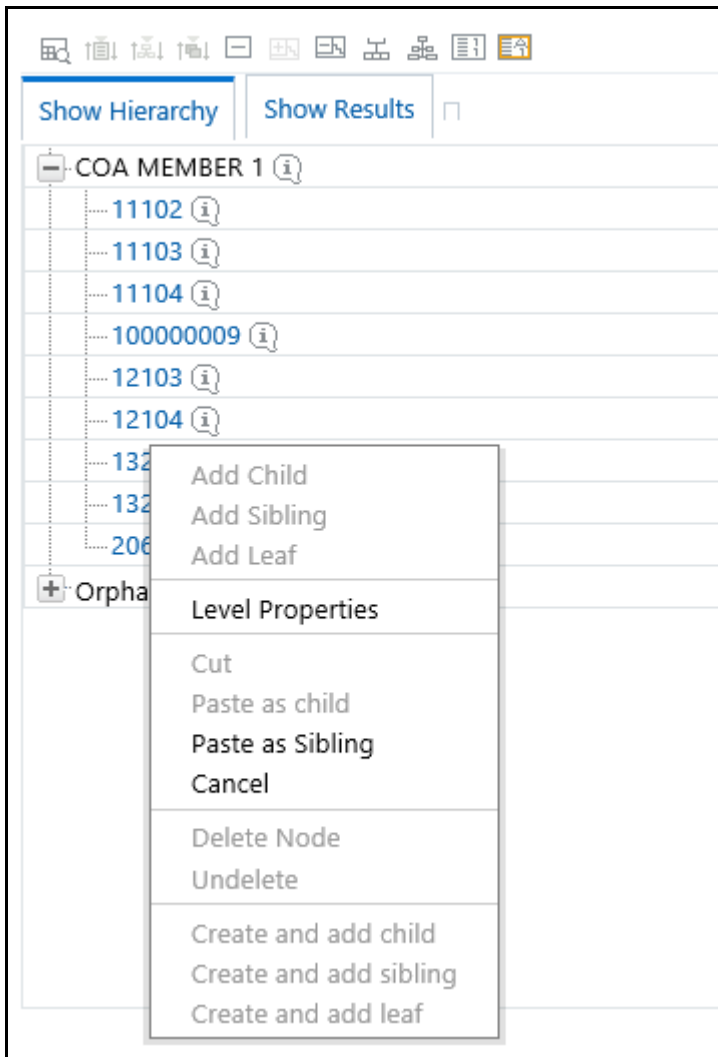 Show Hierarchy
Show Results
COA MEMBER 1
11102
11103
11104
100000009
12103
12104
132
132
206
Orpha
Add Child
Add Sibling
Add Leaf
Level Properties
Cut
Paste as child
Paste as Sibling
Cancel
Delete Node
Undelete
Create and add child
Create and add sibling
Create and add leaf